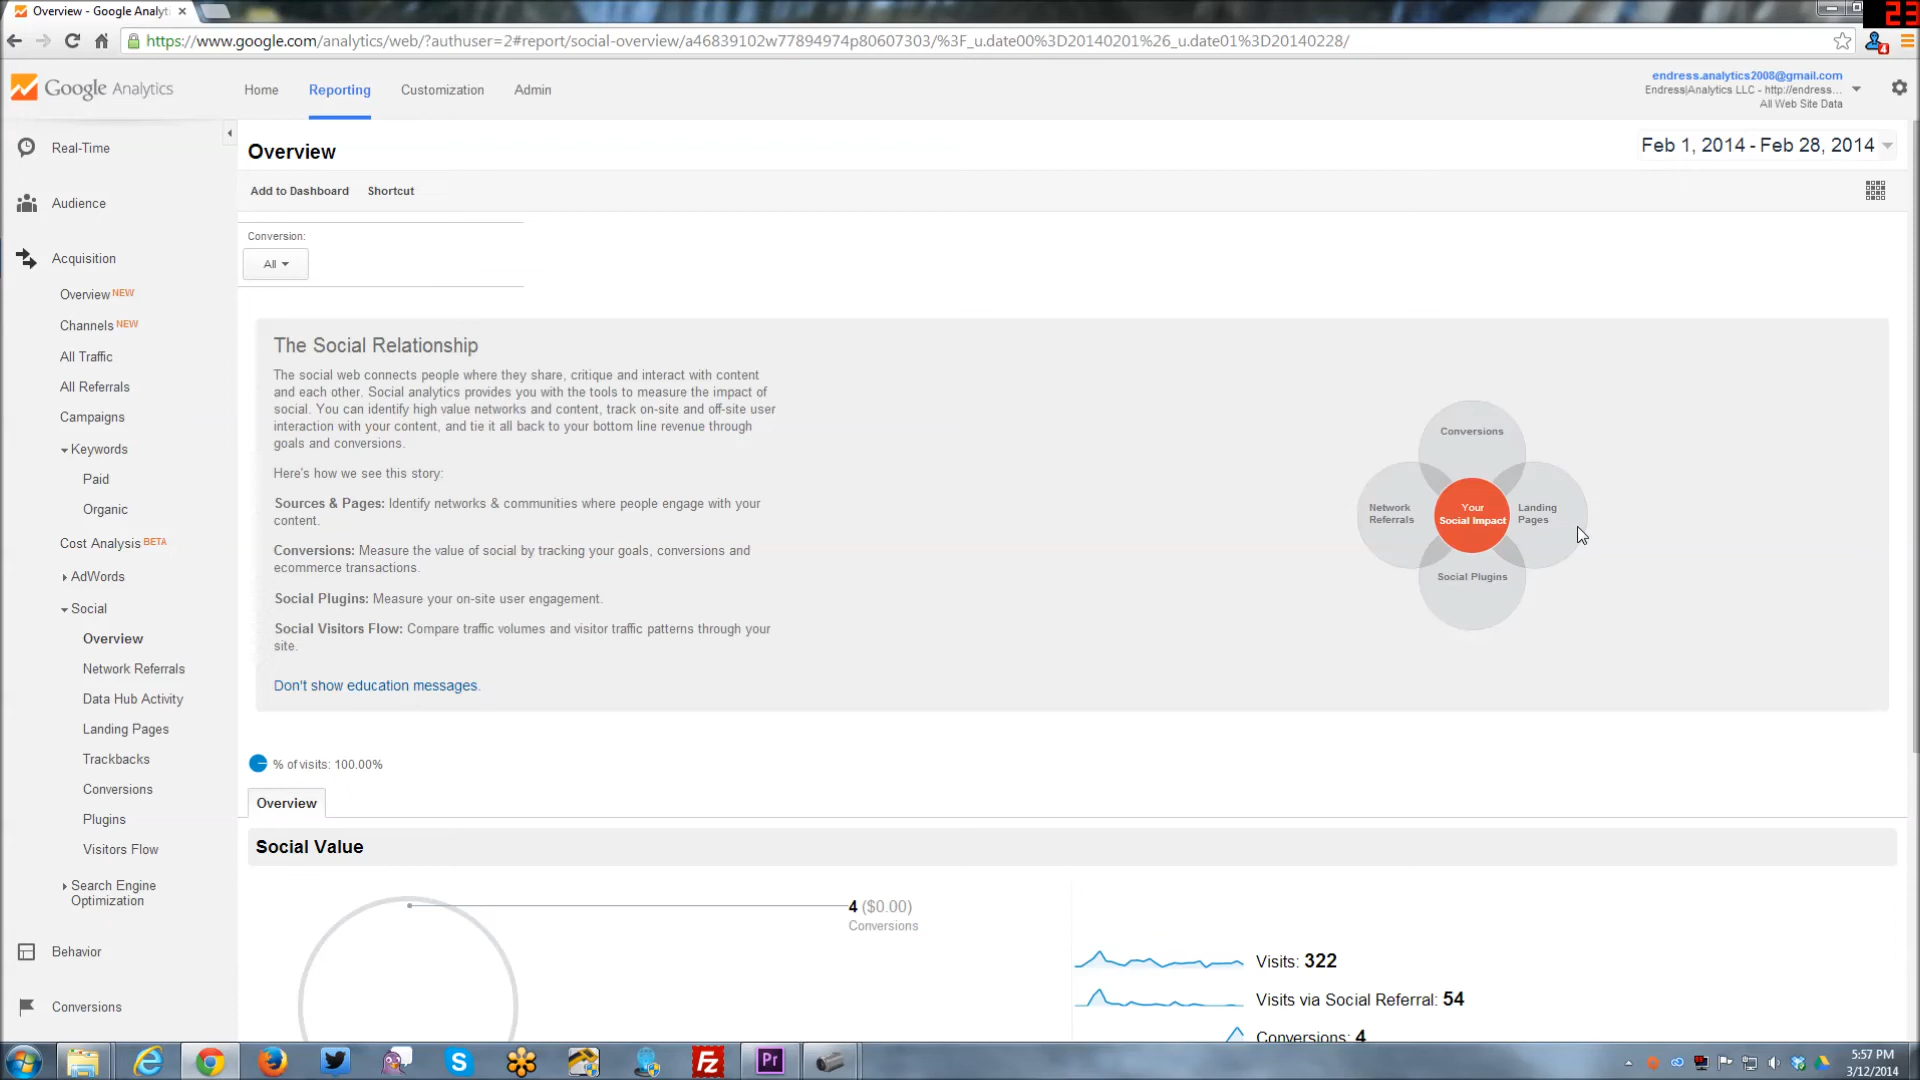 Overview - Google Analyt
23
https://www.google.com/analytics/web/?authuser=2#report/social-overview/a46839102w77894974p80607303/%3F_u.date00%3D20140201%26_u.date01%3D20140228/
4
Google Analytics
Home
Reporting
Customization
Admin
endress.analytics2008@gmail.com
Endress|Analytics LLC - http://endress...
All Web Site Data
Real-Time
Audience
Acquisition
Overview NEW
Channels NEW
All Traffic
All Referrals
Campaigns
Keywords
Paid
Organic
Cost Analysis BETA
AdWords
Social
Overview
Network Referrals
Data Hub Activity
Landing Pages
Trackbacks
Conversions
Plugins
Visitors Flow
Search Engine
Optimization
Behavior
Conversions
Overview
Feb 1, 2014 - Feb 28, 2014
Add to Dashboard
Shortcut
Conversion:
All
The Social Relationship
The social web connects people where they share, critique and interact with content
and each other. Social analytics provides you with the tools to measure the impact of
social. You can identify high value networks and content, track on-site and off-site user
interaction with your content, and tie it all back to your bottom line revenue through
goals and conversions.
Here's how we see this story:
Sources & Pages: Identify networks & communities where people engage with your
content.
Conversions: Measure the value of social by tracking your goals, conversions and
ecommerce transactions.
Social Plugins: Measure your on-site user engagement.
Social Visitors Flow: Compare traffic volumes and visitor traffic patterns through your
site.
Don't show education messages.
Conversions
Network
Referrals
Your
Social Impact
Landing
Pages
Social Plugins
% of visits: 100.00%
Overview
Social Value
4 ($0.00)
Conversions
Visits: 322
Visits via Social Referral: 54
Conversions: 4
S
Fz
Pr
5:57 PM
3/12/2014